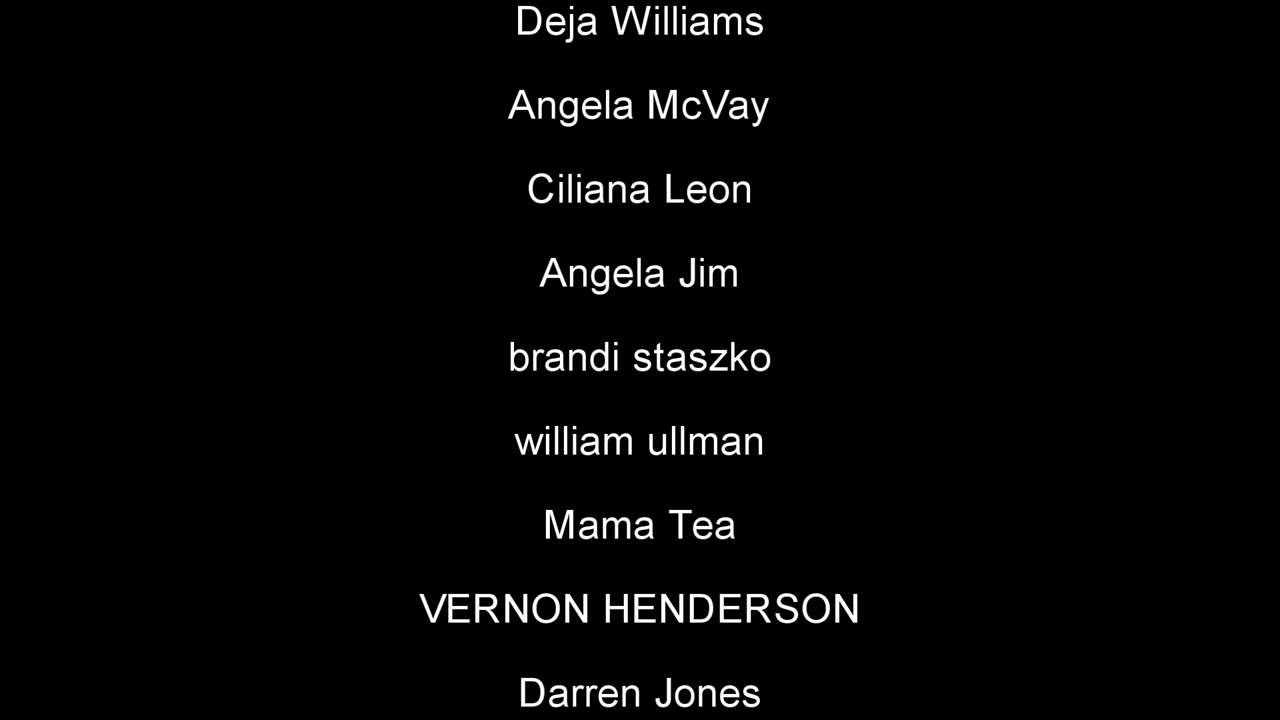 Deja Williams
Angela McVay
Ciliana Leon
Angela Jim
brandi staszko
william ullman
Mama Tea
VERNON HENDERSON
Darren Jones